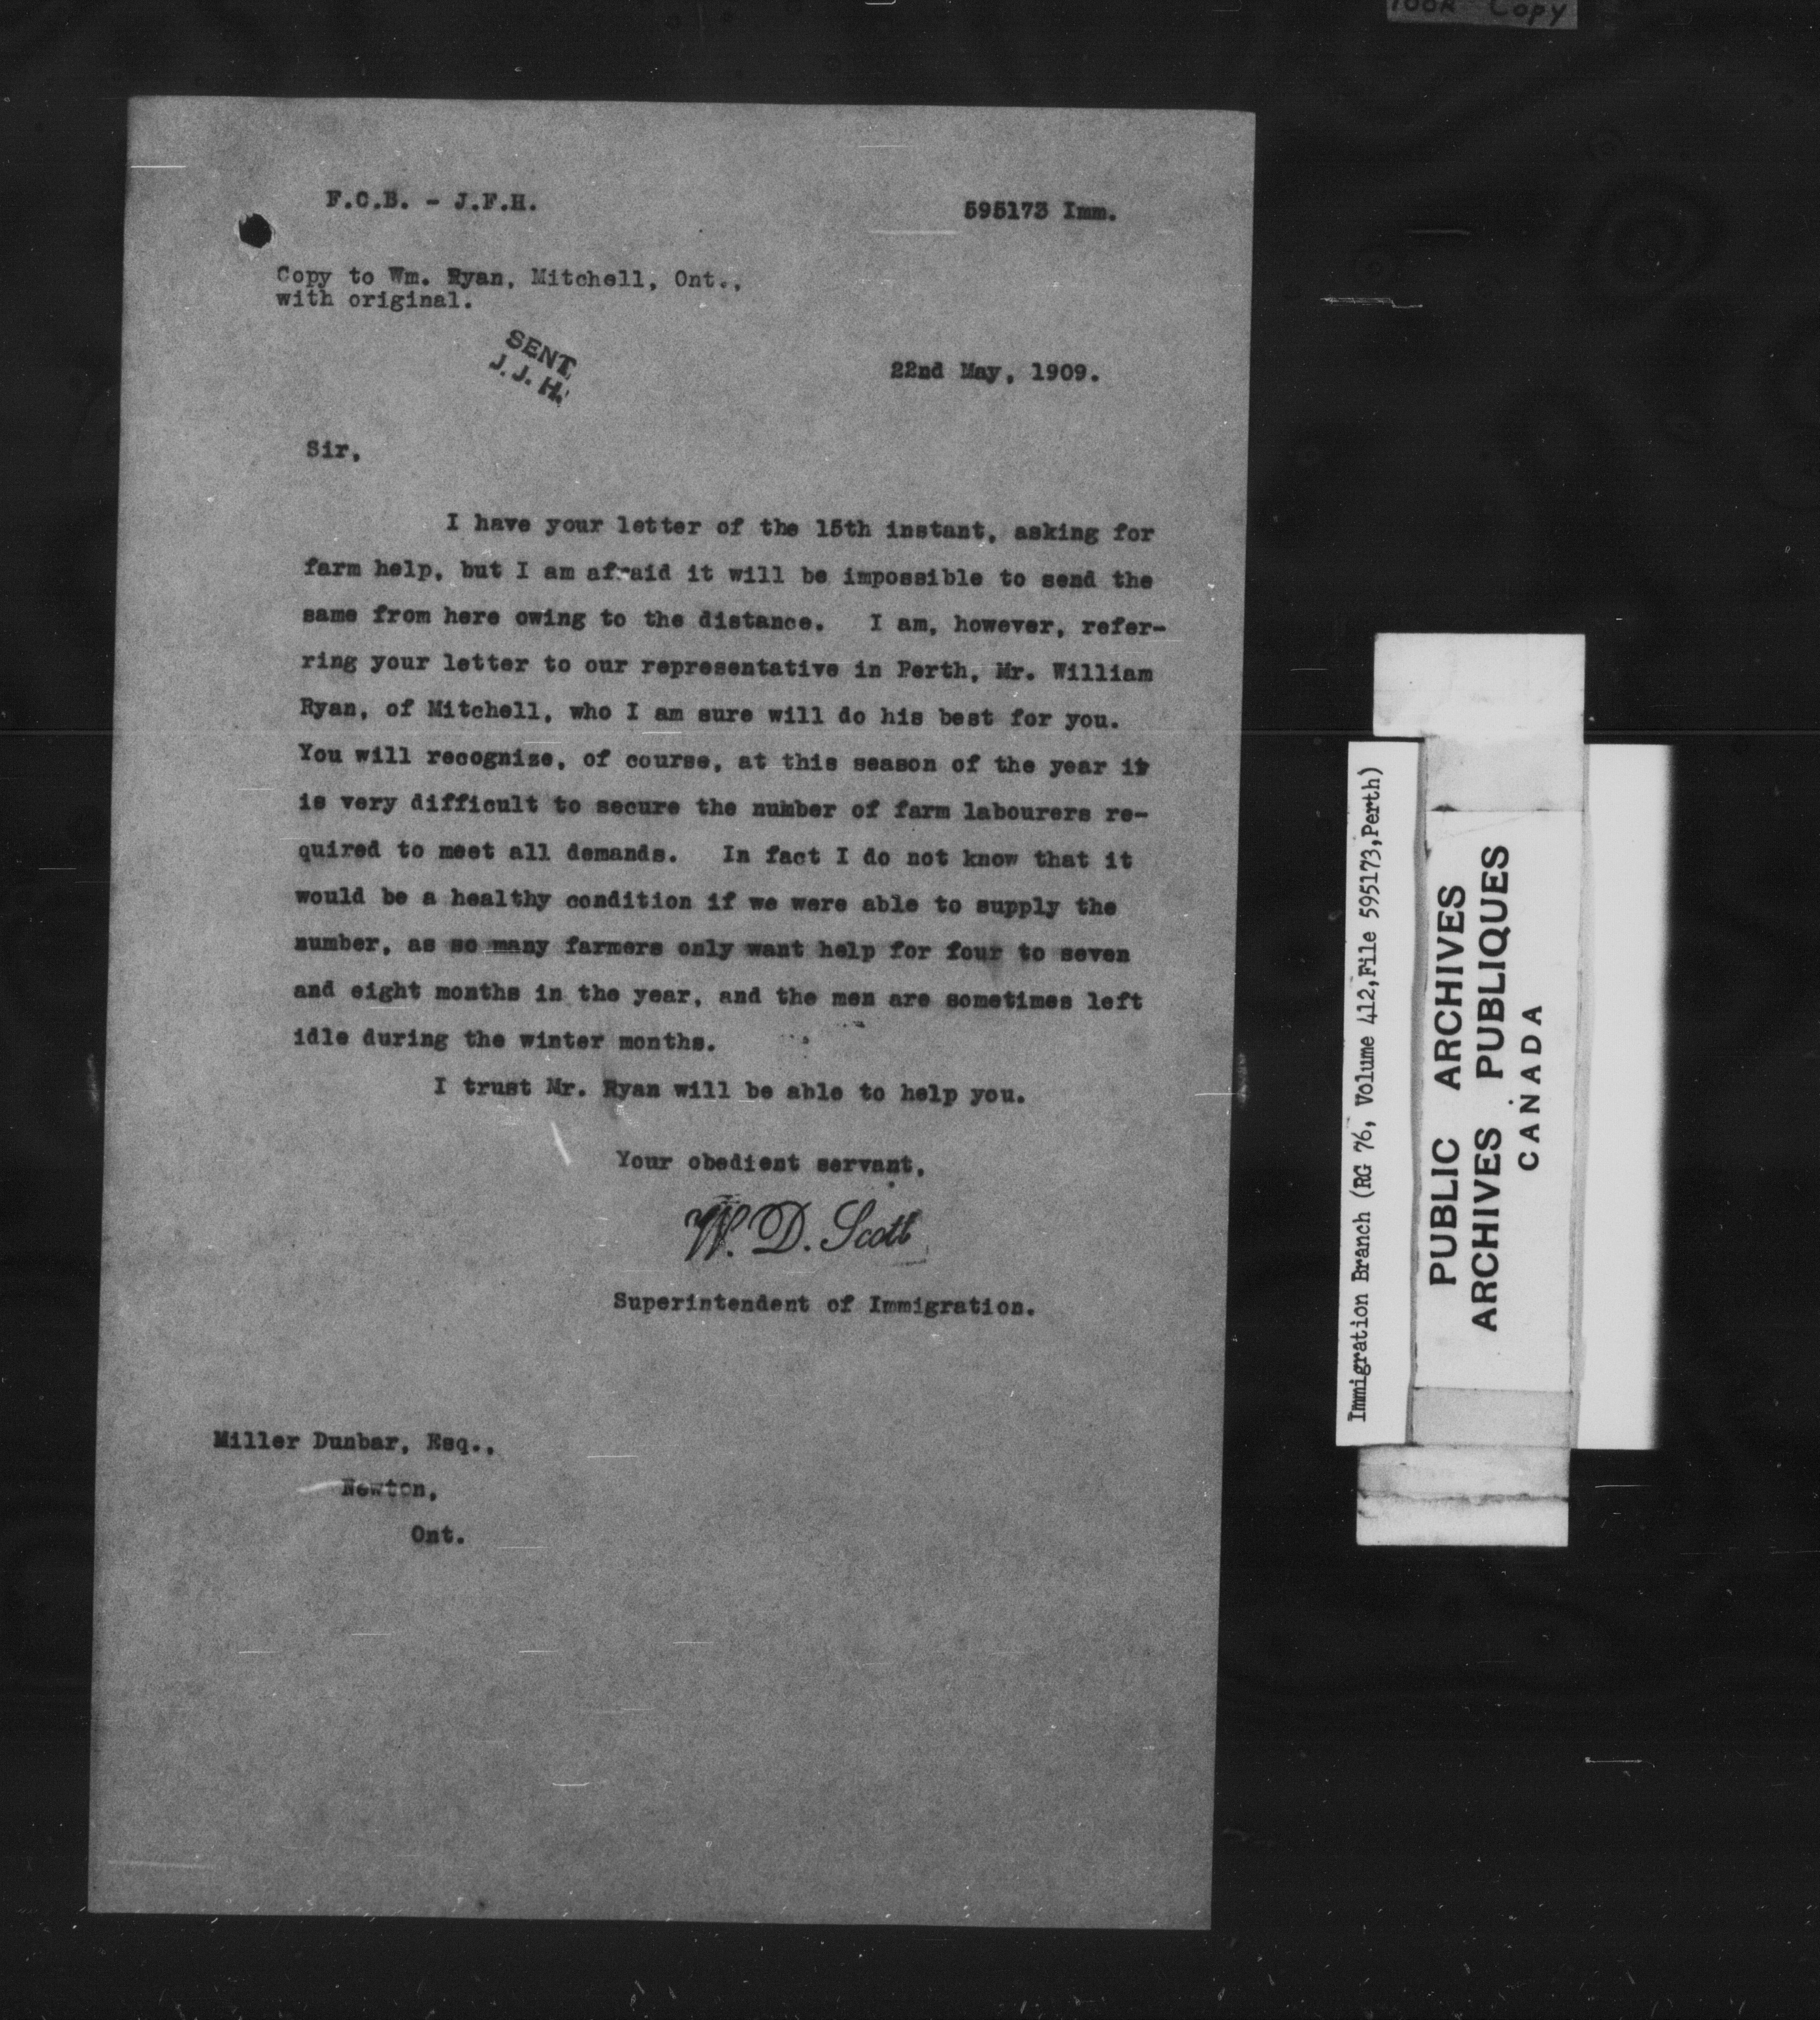 POOR COPY
F.C.B. - J.F.H.
595173 Imm.
Copy to Wm. Ryan, Mitchell, Ont.,
with original.
SENT
J. J. H.
22nd May, 1909.
Sir,
I have your letter of the 15th instant, asking for
farm help, but I am afraid it will be impossible to send the
same from here owing to the distance. I am, however, refer-
ring your letter to our representative in Perth, Mr. William
Ryan, of Mitchell, who I am sure will do his best for you.
You will recognize, of course, at this season of the year it
is very difficult to secure the number of farm labourers re-
quired to meet all demands. In fact I do not know that it
would be a healthy condition if we were able to supply the
number, as so many farmers only want help for four to seven
and eight months in the year, and the men are sometimes left
idle during the winter months.
I trust Mr. Ryan will be able to help you.
Your obedient servant,
W. D. Scott
Superintendent of Immigration.
Miller Dunbar, Esq.,
Newton,
Ont.
Immigration Branch (RG 76, Volume 412, File 595173, Perth)
PUBLIC ARCHIVES
ARCHIVES PUBLIQUES
CANADA